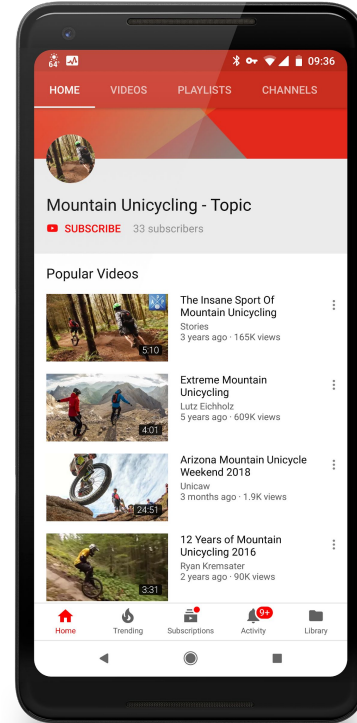 64°
09:36
HOME VIDEOS PLAYLISTS CHANNELS
Mountain Unicycling - Topic
SUBSCRIBE 33 subscribers
Popular Videos
The Insane Sport Of
Mountain Unicycling
Stories
3 years ago · 165K views
5:10
Extreme Mountain
Unicycling
Lutz Eichholz
5 years ago · 609K views
4:01
Arizona Mountain Unicycle
Weekend 2018
Unicaw
3 months ago · 1.9K views
24:51
12 Years of Mountain
Unicycling 2016
Ryan Kremsater
2 years ago · 90K views
3:31
9+
Home Trending Subscriptions Activity Library